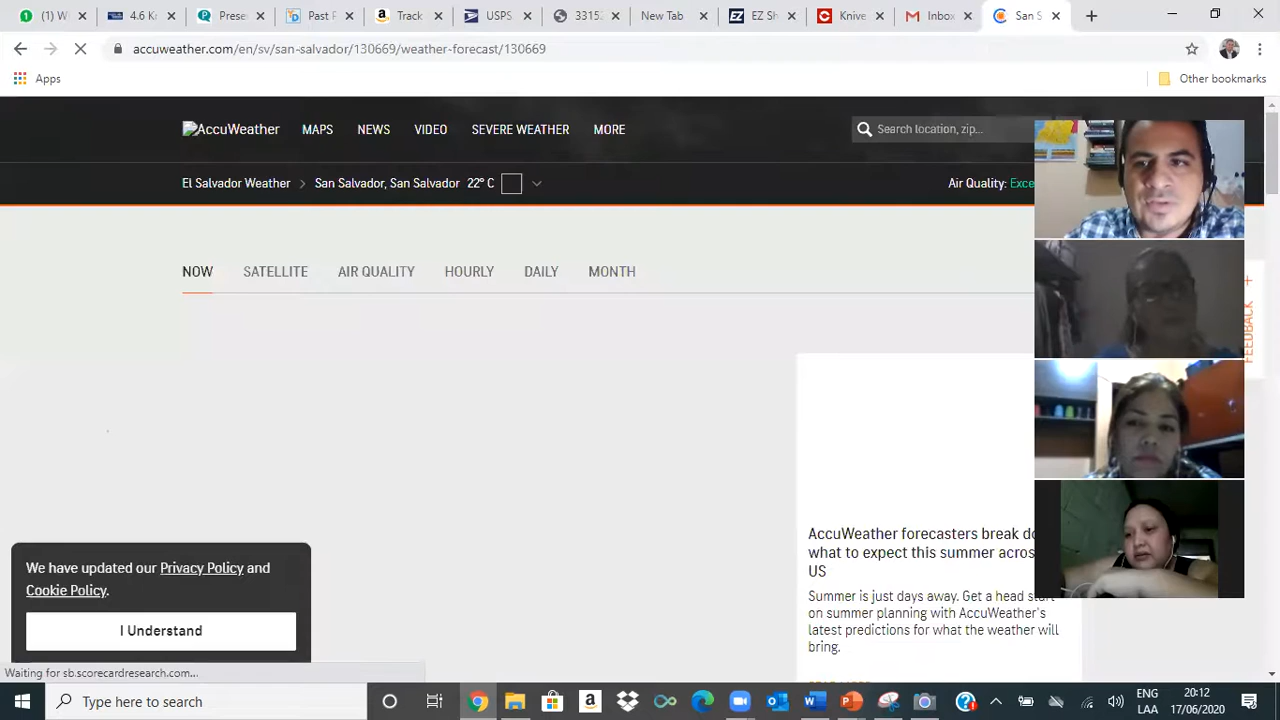 (1) W
4.6 K
Prese
Past F
Track
USPS.
3315
New Tab
EZ Sh
Knive
Inbox
San S
accuweather.com/en/sv/san-salvador/130669/weather-forecast/130669
Apps
Other bookmarks
AccuWeather
MAPS
NEWS
VIDEO
SEVERE WEATHER
MORE
Search location, zip...
El Salvador Weather
San Salvador, San Salvador 22° C
Air Quality: Exce
NOW
SATELLITE
AIR QUALITY
HOURLY
DAILY
MONTH
FEEDBACK
AccuWeather forecasters break do
what to expect this summer acros
US
Summer is just days away. Get a head start
on summer planning with AccuWeather's
latest predictions for what the weather will
bring.
We have updated our Privacy Policy and
Cookie Policy.
I Understand
Waiting for sb.scorecardresearch.com...
Type here to search
ENG
LAA
20:12
17/06/2020